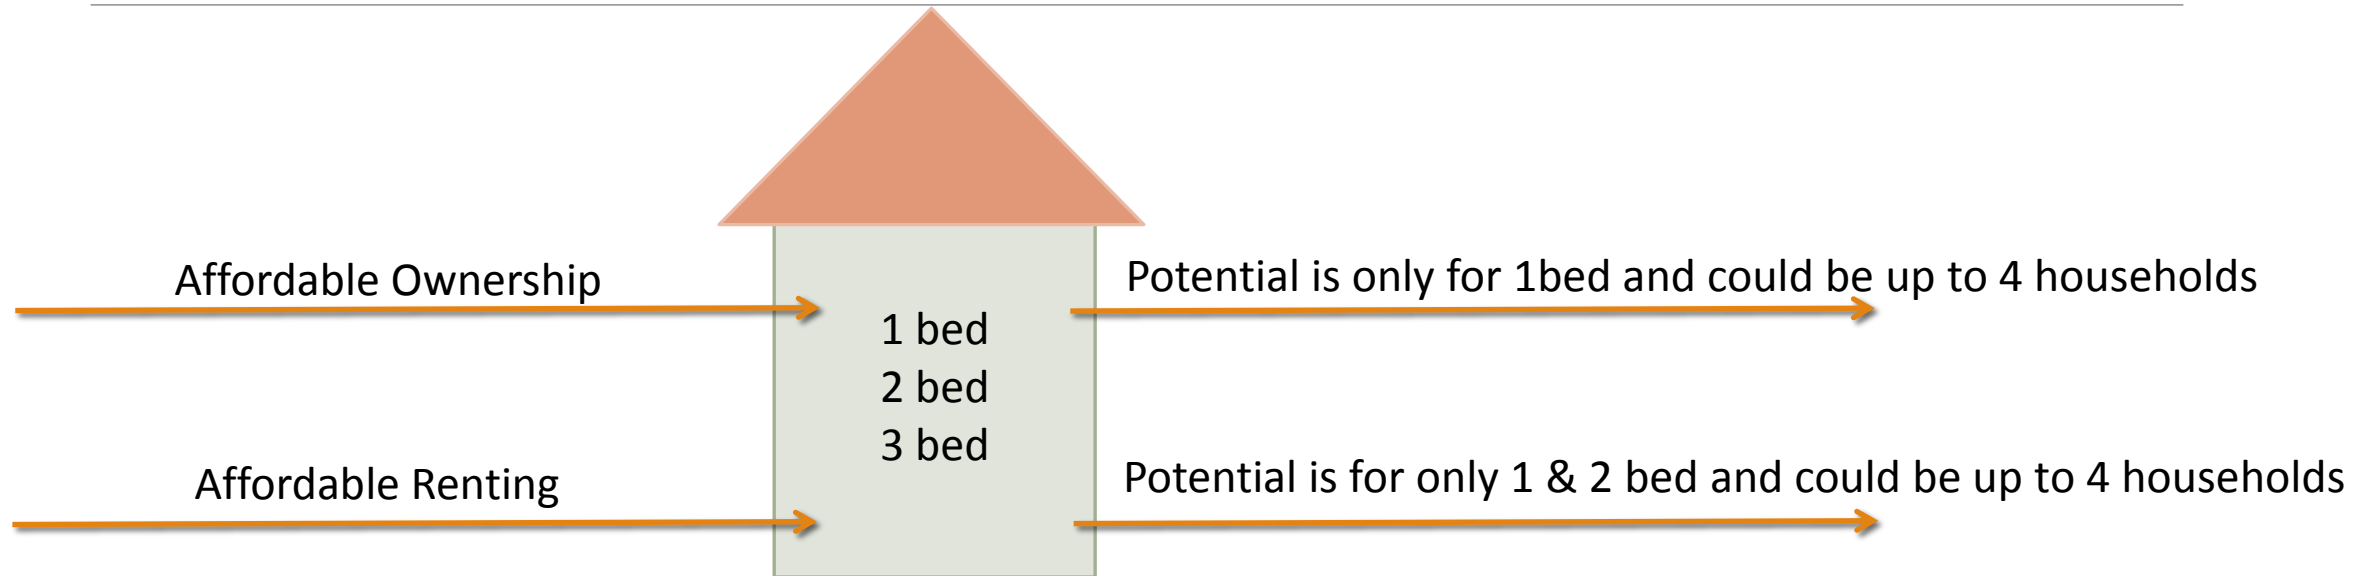 Affordable Ownership
Potential is only for 1bed and could be up to 4 households
1 bed
2 bed
3 bed
Affordable Renting
Potential is for only 1 & 2 bed and could be up to 4 households